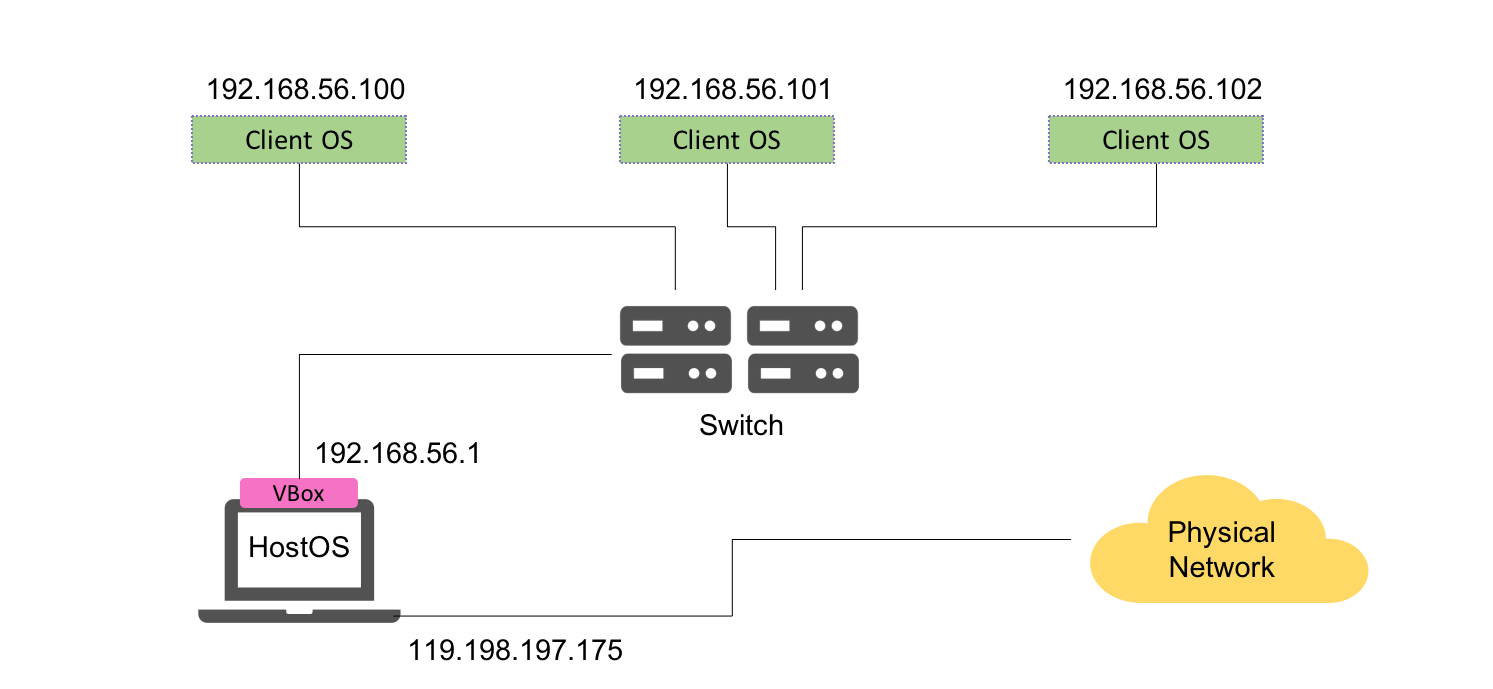 192.168.56.100
192.168.56.101
192.168.56.102
Client OS
Client OS
Client OS
Switch
192.168.56.1
VBox
HostOS
Physical
Network
119.198.197.175